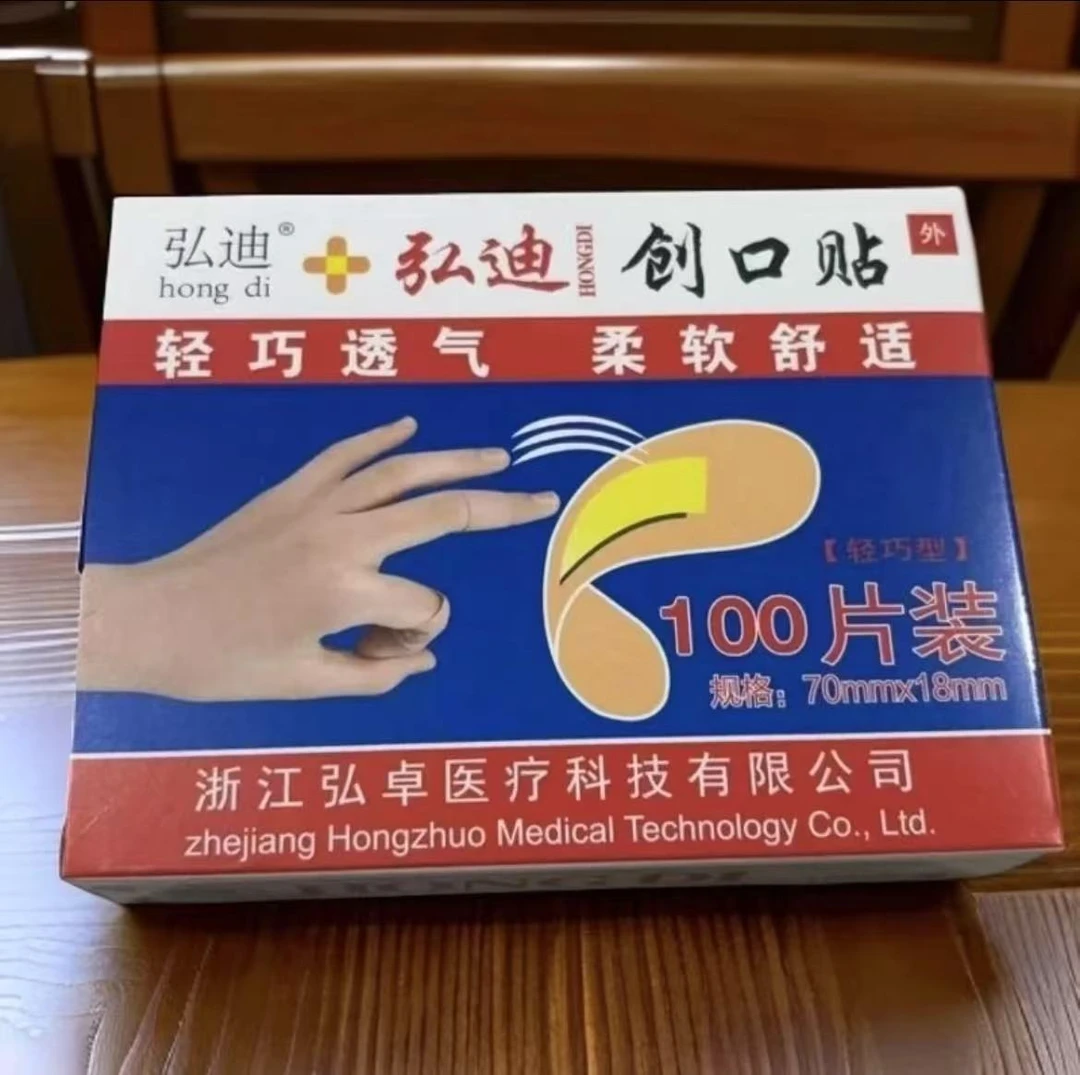 弘迪®
hong di
弘迪 HONGDI 创口贴
外
轻巧透气 柔软舒适
【轻巧型】
100片装
规格：70mmx18mm
浙江弘卓医疗科技有限公司
zhejiang Hongzhuo Medical Technology Co., Ltd.